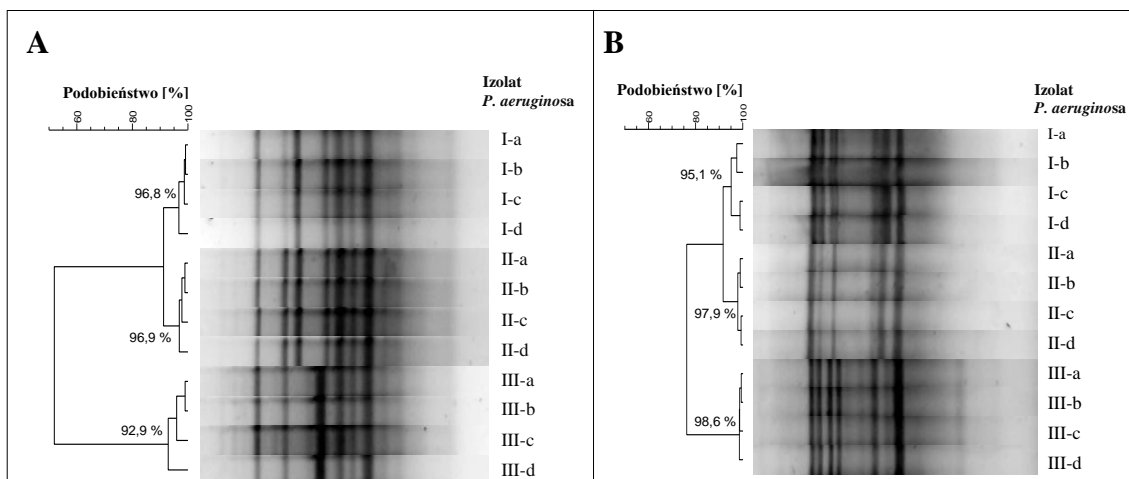 A
Podobieństwo [%]
Izolat
P. aeruginosa
60
80
100
I-a
I-b
I-c
I-d
II-a
II-b
II-c
II-d
III-a
III-b
III-c
III-d
96,8 %
96,9 %
92,9 %
B
Podobieństwo [%]
Izolat
P. aeruginosa
60
80
100
I-a
I-b
I-c
I-d
II-a
II-b
II-c
II-d
III-a
III-b
III-c
III-d
95,1 %
97,9 %
98,6 %